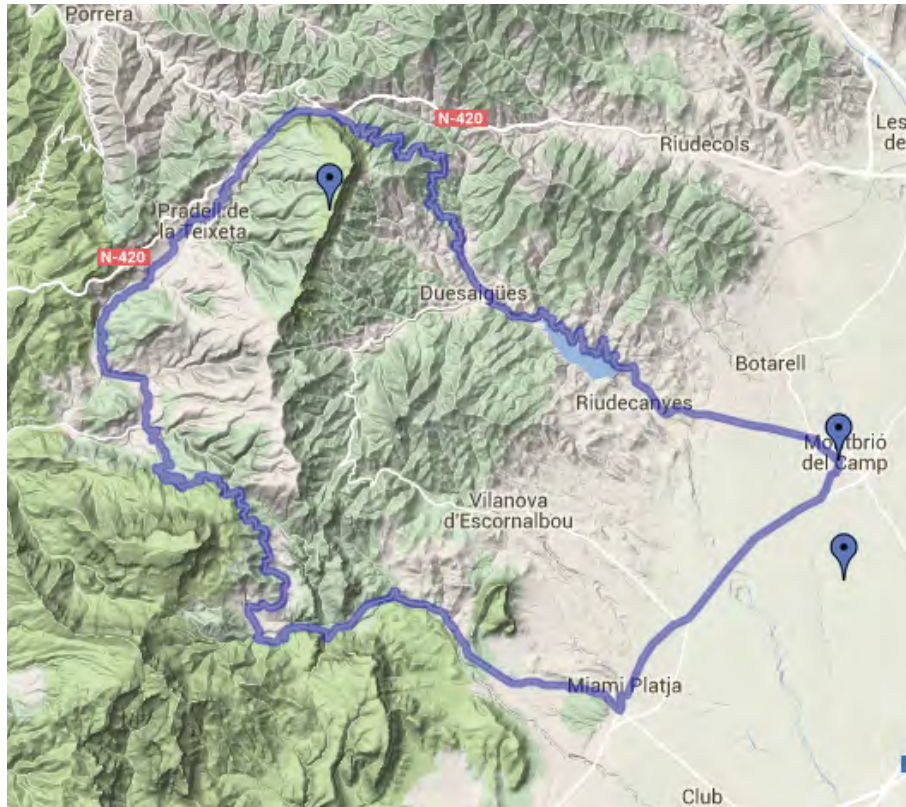 Porrera
N-420
Les
de
Riudecols
Pradell de
la Teixeta
N-420
Duesaigües
Botarell
Riudecanyes
Montbrió
del Camp
Vilanova
d'Escornalbou
Miami Platja
Club